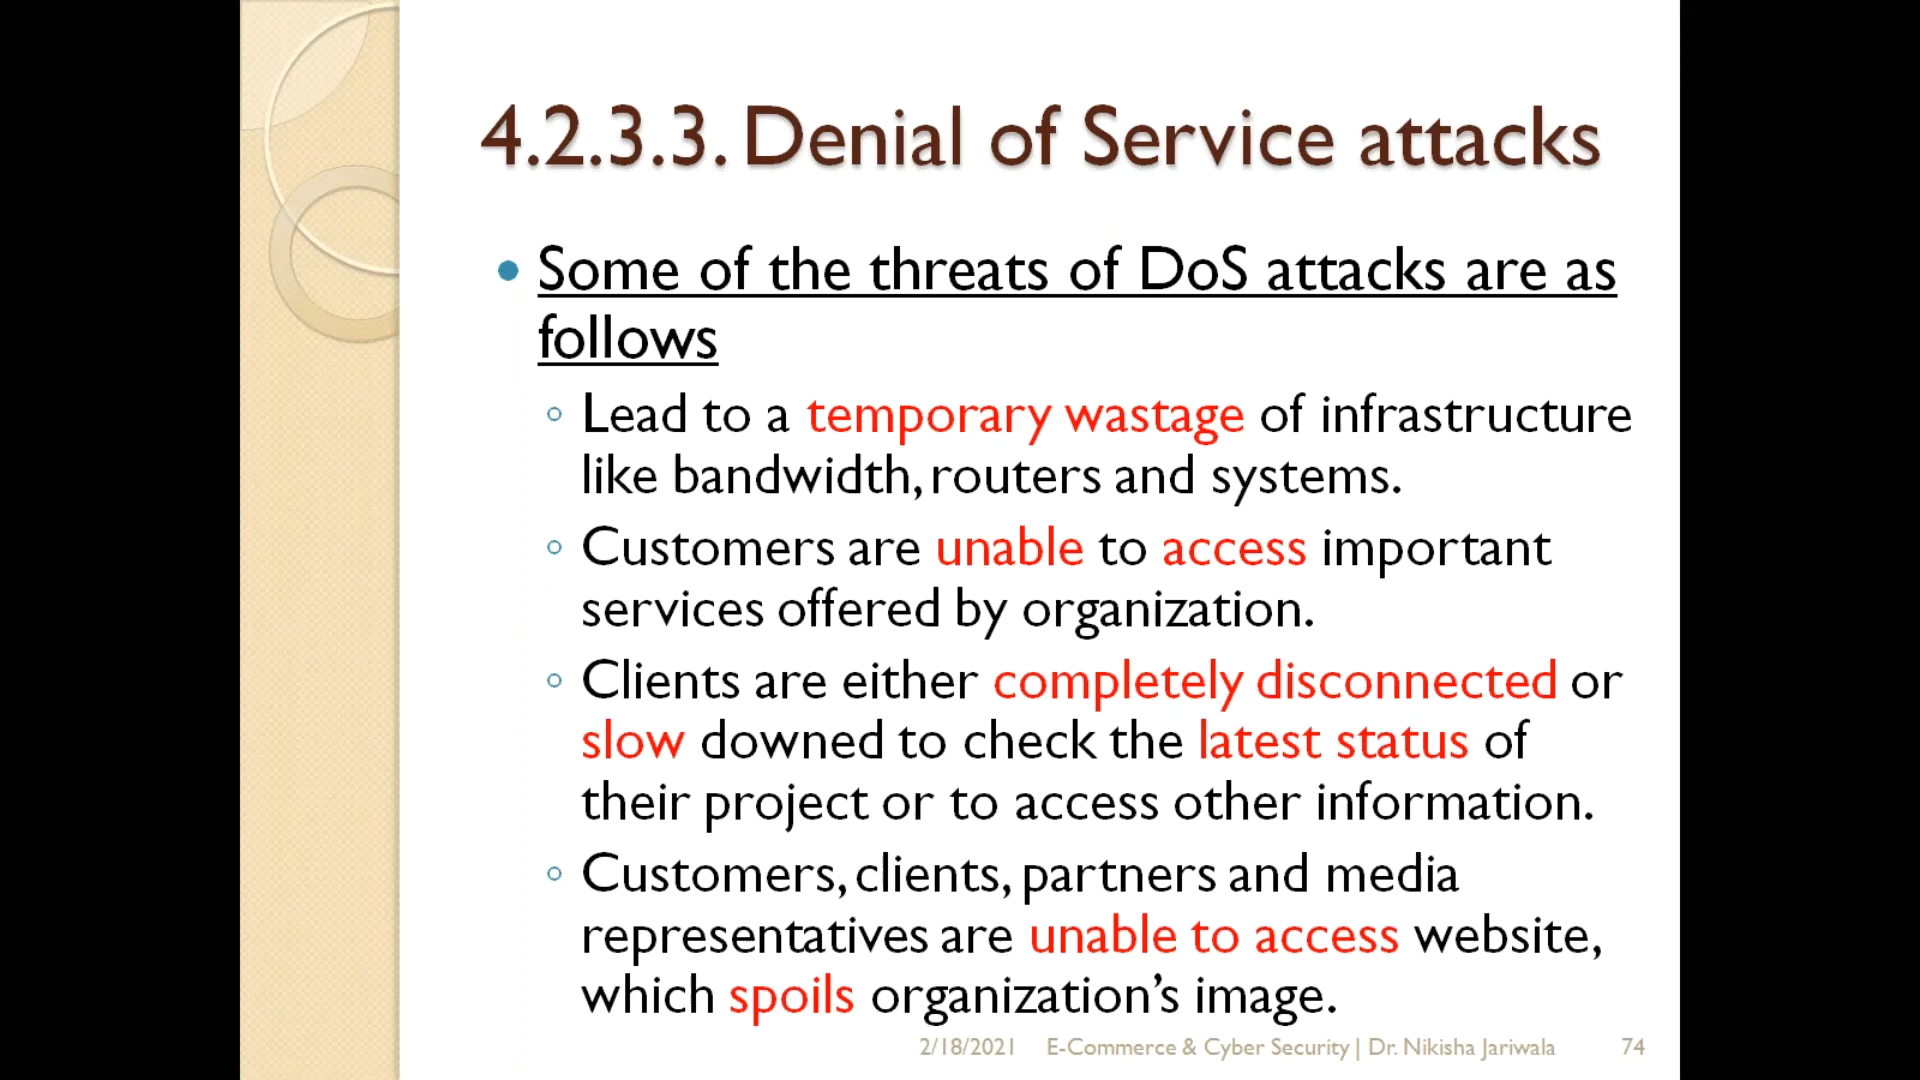 4.2.3.3. Denial of Service attacks
Some of the threats of DoS attacks are as
follows
Lead to a temporary wastage of infrastructure
like bandwidth, routers and systems.
Customers are unable to access important
services offered by organization.
Clients are either completely disconnected or
slow downed to check the latest status of
their project or to access other information.
Customers, clients, partners and media
representatives are unable to access website,
which spoils organization's image.
2/18/2021 E-Commerce & Cyber Security | Dr. Nikisha Jariwala 74